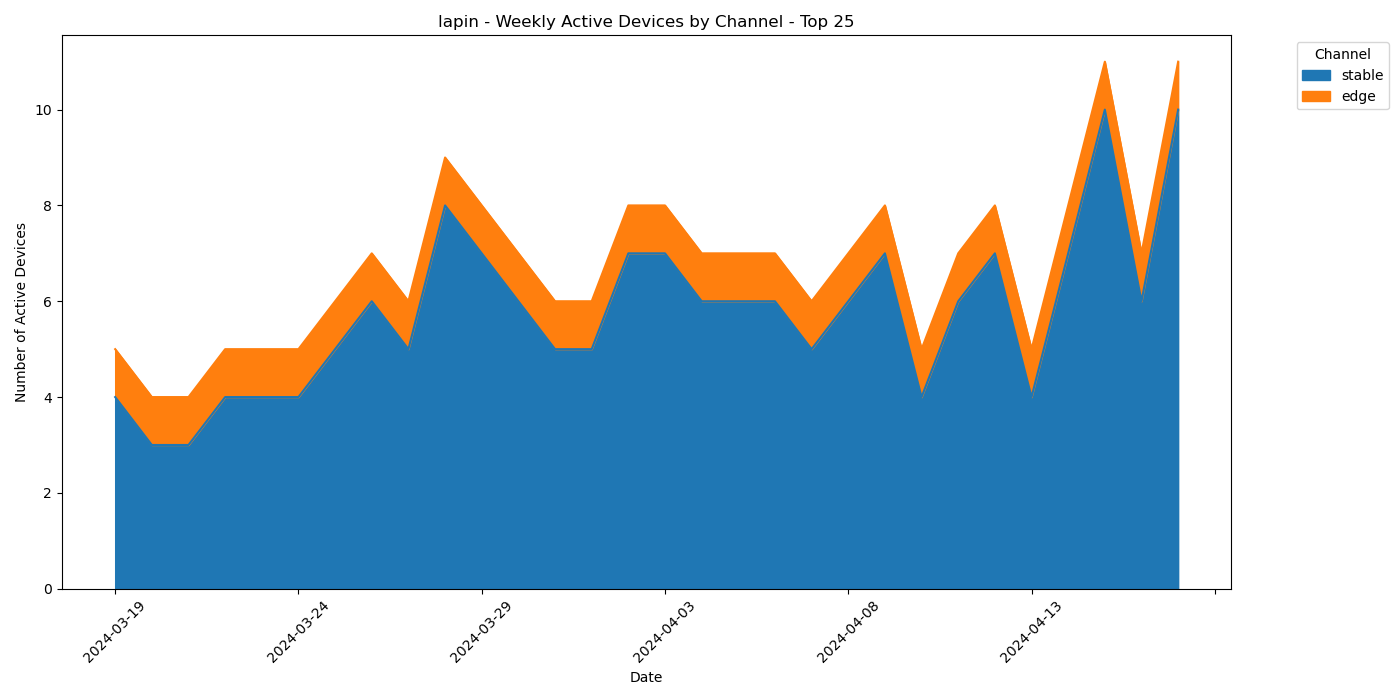 lapin - Weekly Active Devices by Channel - Top 25
Channel
stable
edge
Number of Active Devices
10
8
6
4
2
0
2024-03-19
2024-03-24
2024-03-29
2024-04-03
2024-04-08
2024-04-13
Date